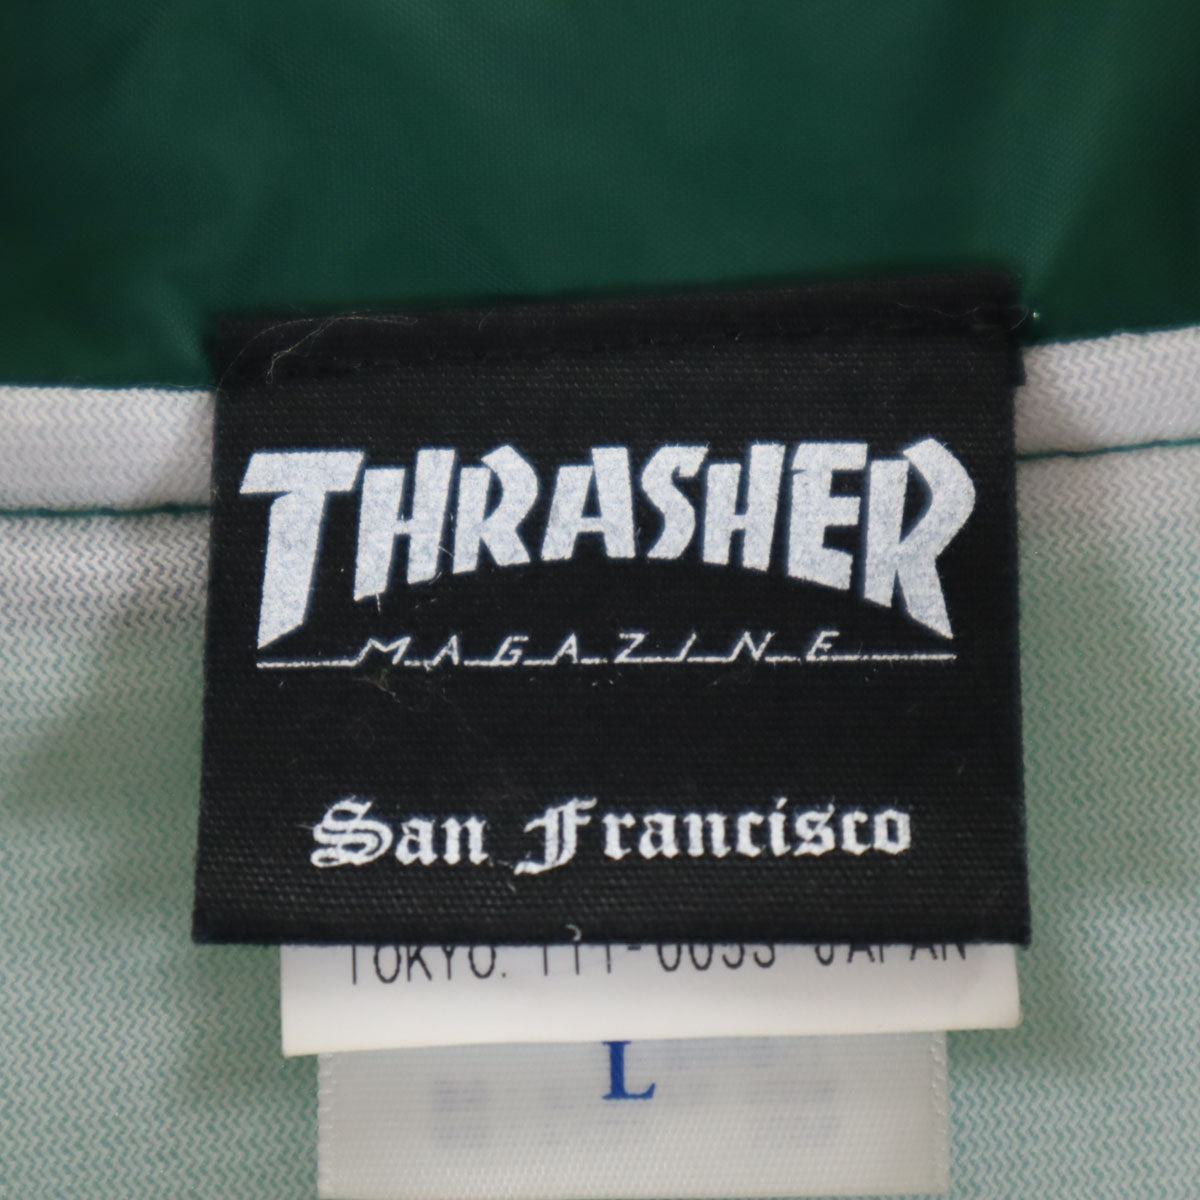 THRASHER
MAGAZINE
San Francisco
TOKYO. 111-0053 JAPAN
L